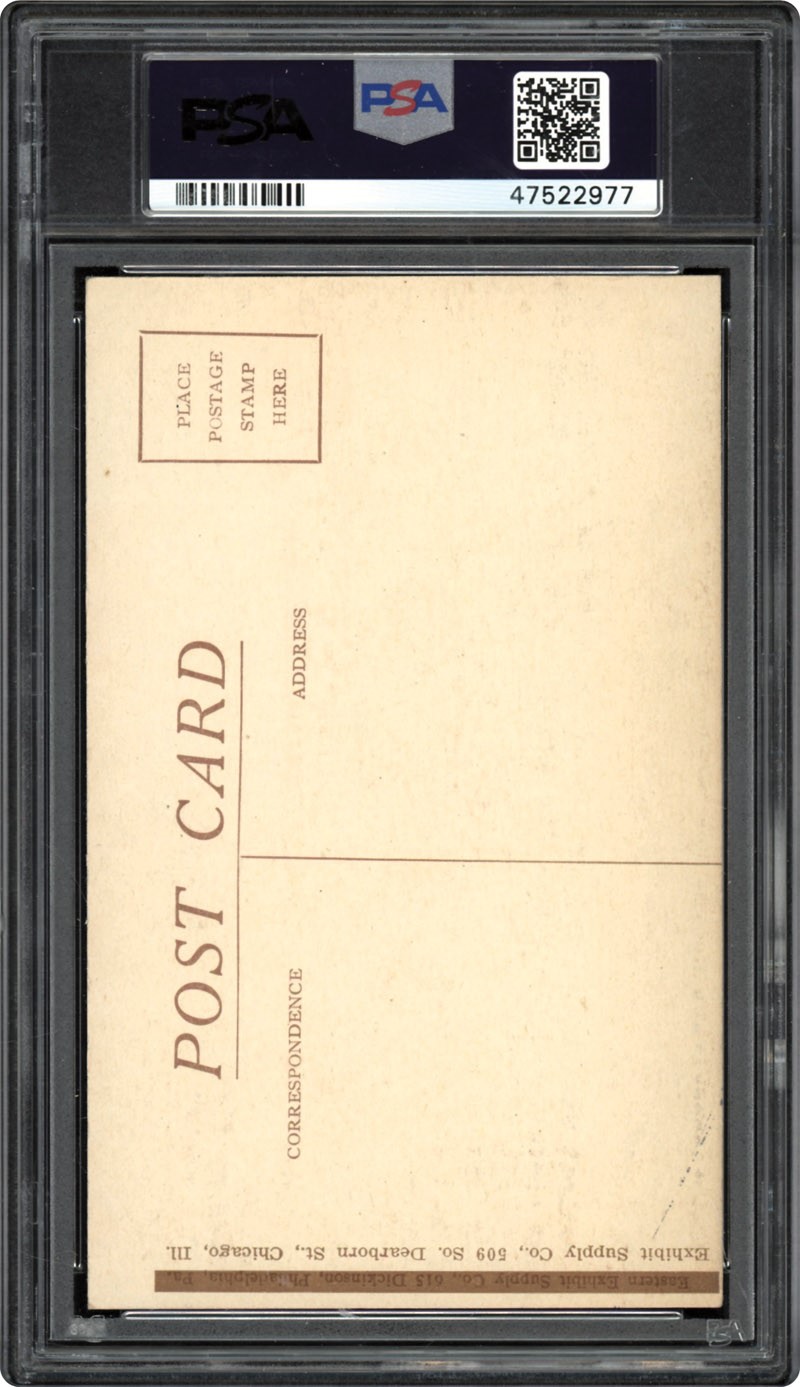 PSA
PSA
47522977
PLACE
POSTAGE
STAMP
HERE
POST CARD
ADDRESS
CORRESPONDENCE
Exhibit Supply Co., 509 So. Dearborn St., Chicago, Ill.
Eastern Exhibit Supply Co., 615 Dickinson, Philadelphia, Pa.